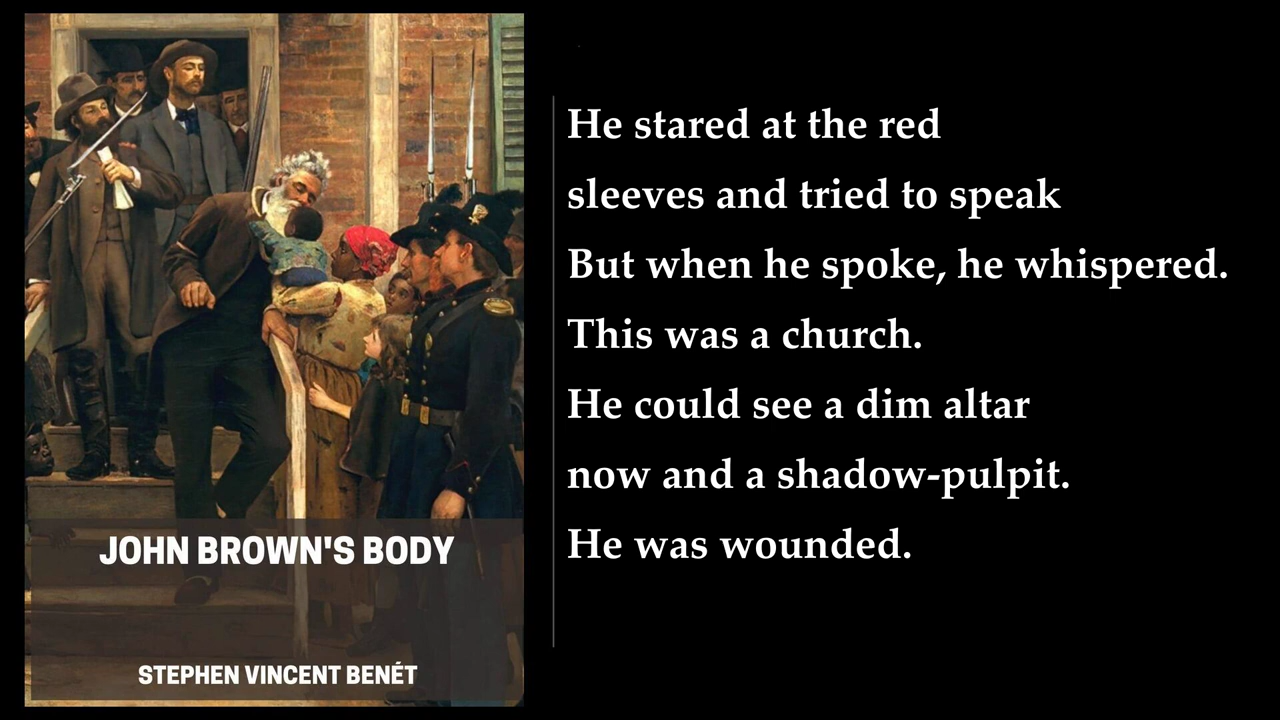 JOHN BROWN'S BODY
STEPHEN VINCENT BENÉT
He stared at the red
sleeves and tried to speak
But when he spoke, he whispered.
This was a church.
He could see a dim altar
now and a shadow-pulpit.
He was wounded.